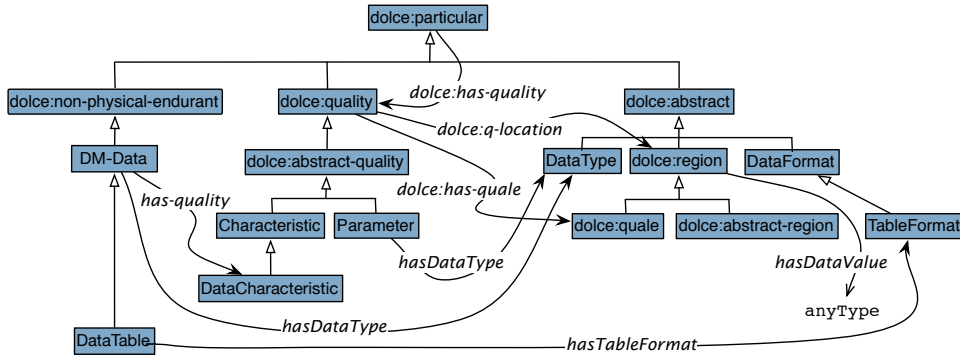 dolce:particular
dolce:has-quality
dolce:non-physical-endurant
dolce:quality
dolce:abstract
dolce:q-location
DM-Data
dolce:abstract-quality
DataType
dolce:region
DataFormat
has-quality
dolce:has-quale
Characteristic
Parameter
dolce:quale
dolce:abstract-region
TableFormat
hasDataType
hasDataValue
DataCharacteristic
anyType
hasDataType
DataTable
hasTableFormat